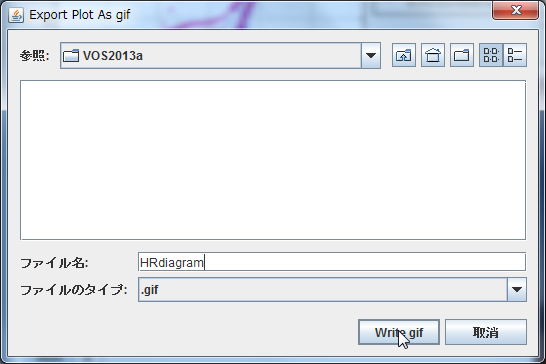 Export Plot As gif
参照: VOS2013a
ファイル名: HRdiagram
ファイルのタイプ: .gif
Write gif 取消